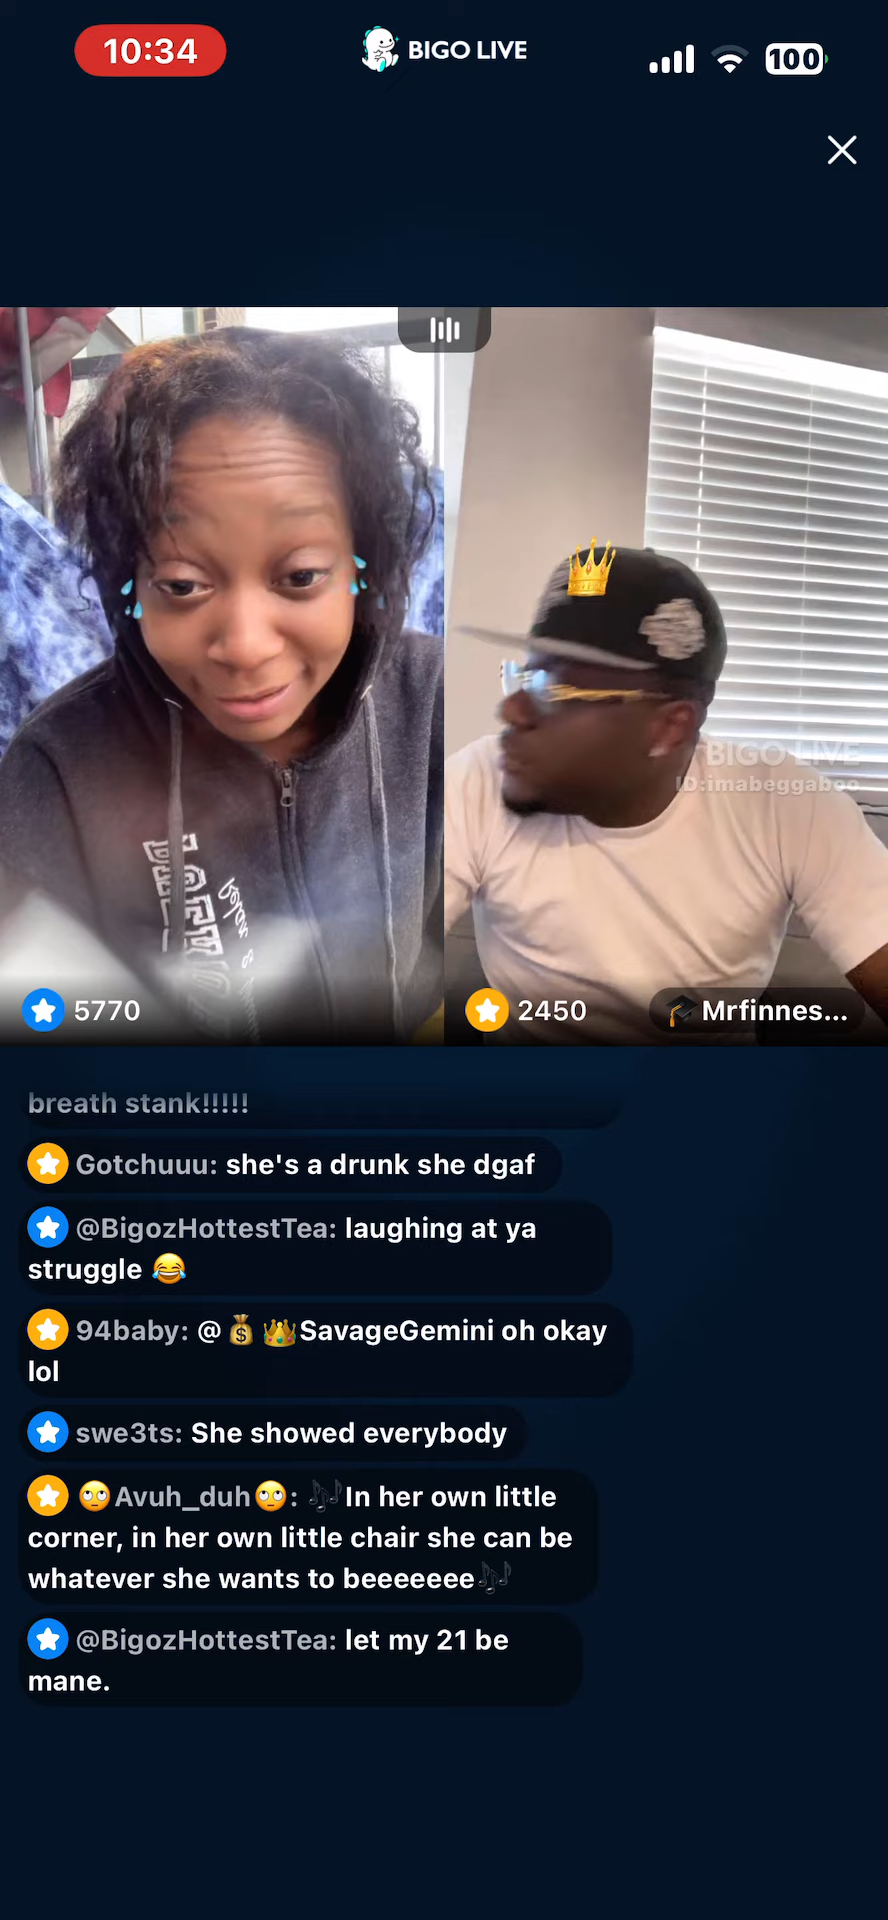 10:34
BIGO LIVE
100
BIGO LIVE
ID:imabeggaboo
5770
2450
Mrfinnes...
breath stank!!!!!
Gotchuuu: she's a drunk she dgaf
@BigozHottestTea: laughing at ya
struggle 😂
94baby: @💰👑SavageGemini oh okay
lol
swe3ts: She showed everybody
🙄Avuh_duh🙄: 🎶In her own little
corner, in her own little chair she can be
whatever she wants to beeeeeee🎶
@BigozHottestTea: let my 21 be
mane.